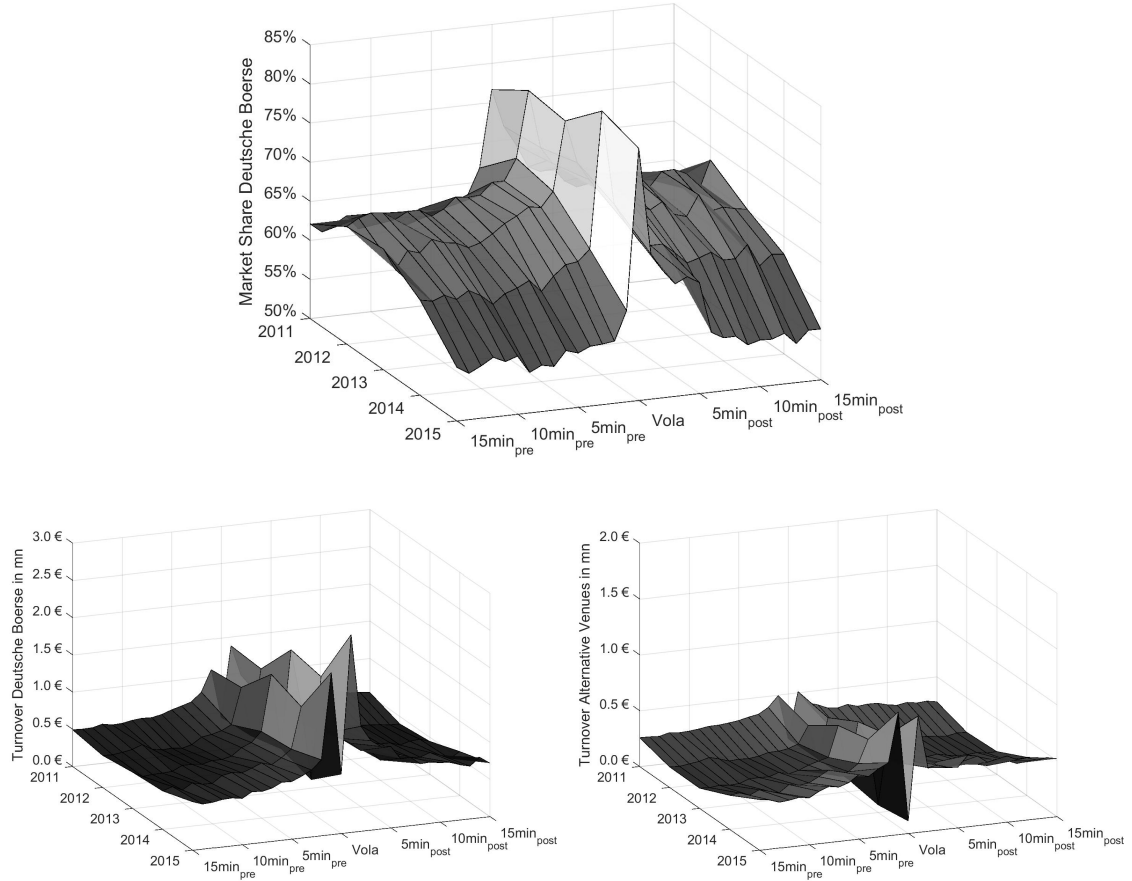 Market Share Deutsche Boerse
85%
80%
75%
70%
65%
60%
55%
50%
2011
2012
2013
2014
2015
15min_pre
10min_pre
5min_pre
Vola
5min_post
10min_post
15min_post
Turnover Deutsche Boerse in mn
3.0 €
2.5 €
2.0 €
1.5 €
1.0 €
0.5 €
0.0 €
2011
2012
2013
2014
2015
15min_pre
10min_pre
5min_pre
Vola
5min_post
10min_post
15min_post
Turnover Alternative Venues in mn
2.0 €
1.5 €
1.0 €
0.5 €
0.0 €
2011
2012
2013
2014
2015
15min_pre
10min_pre
5min_pre
Vola
5min_post
10min_post
15min_post